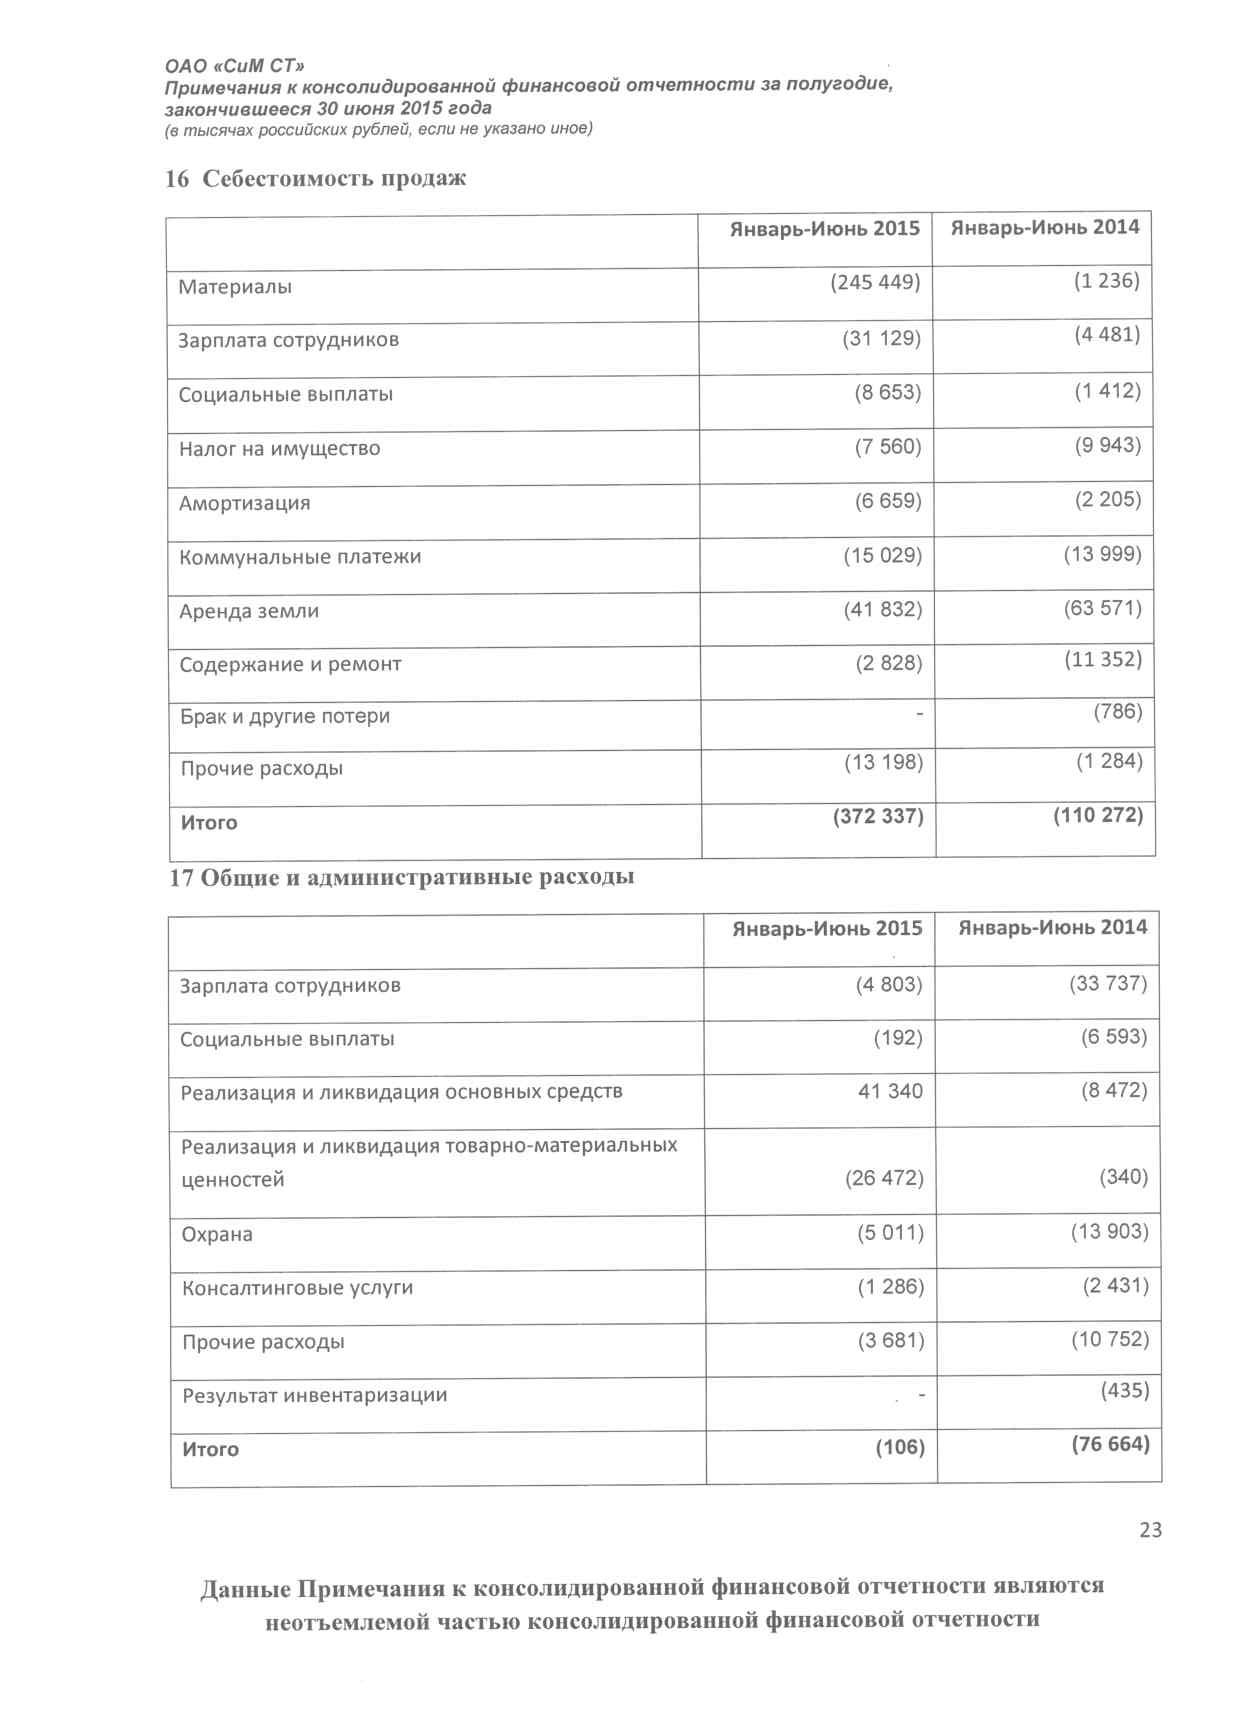 ОАО «СиМ СТ»
Примечания к консолидированной финансовой отчетности за полугодие,
закончившееся 30 июня 2015 года
(в тысячах российских рублей, если не указано иное)
16 Себестоимость продаж
Январь-Июнь 2015 Январь-Июнь 2014
Материалы (245 449) (1 236)
Зарплата сотрудников (31 129) (4 481)
Социальные выплаты (8 653) (1 412)
Налог на имущество (7 560) (9 943)
Амортизация (6 659) (2 205)
Коммунальные платежи (15 029) (13 999)
Аренда земли (41 832) (63 571)
Содержание и ремонт (2 828) (11 352)
Брак и другие потери - (786)
Прочие расходы (13 198) (1 284)
Итого (372 337) (110 272)
17 Общие и административные расходы
Январь-Июнь 2015 Январь-Июнь 2014
Зарплата сотрудников (4 803) (33 737)
Социальные выплаты (192) (6 593)
Реализация и ликвидация основных средств 41 340 (8 472)
Реализация и ликвидация товарно-материальных
ценностей (26 472) (340)
Охрана (5 011) (13 903)
Консалтинговые услуги (1 286) (2 431)
Прочие расходы (3 681) (10 752)
Результат инвентаризации - (435)
Итого (106) (76 664)
23
Данные Примечания к консолидированной финансовой отчетности являются
неотъемлемой частью консолидированной финансовой отчетности